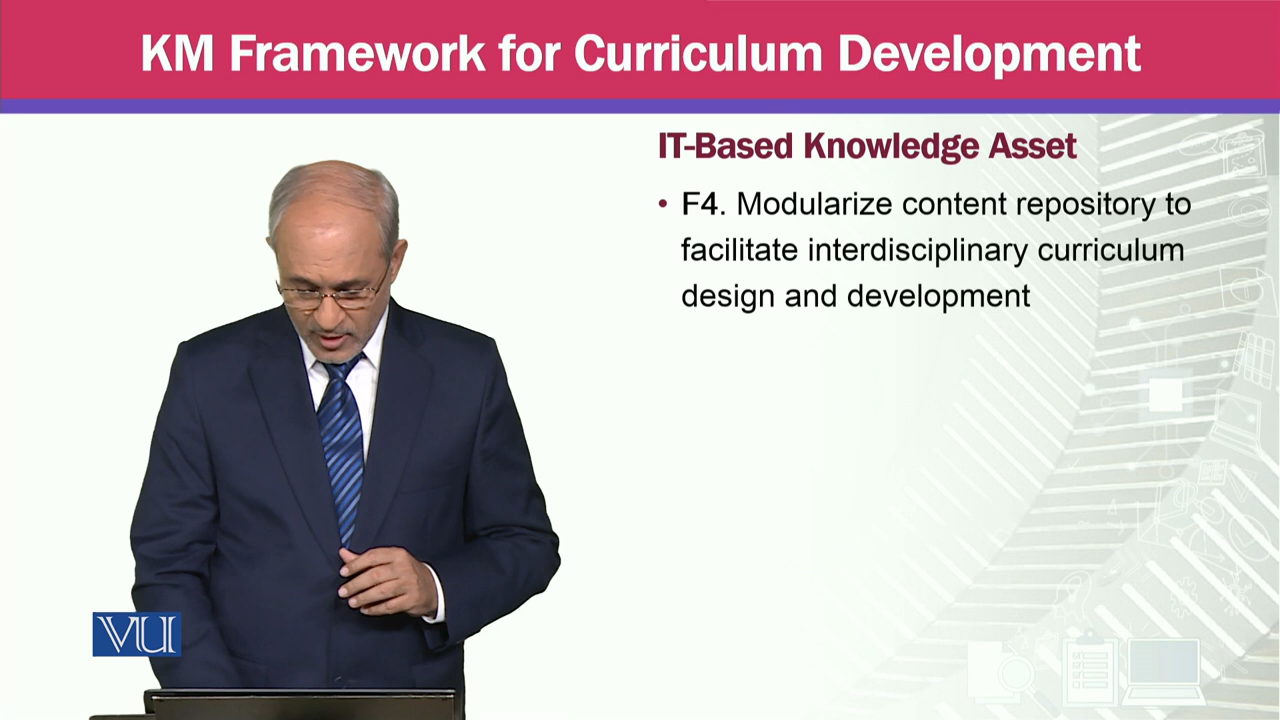 KM Framework for Curriculum Development
IT-Based Knowledge Asset
• F4. Modularize content repository to
facilitate interdisciplinary curriculum
design and development
VU